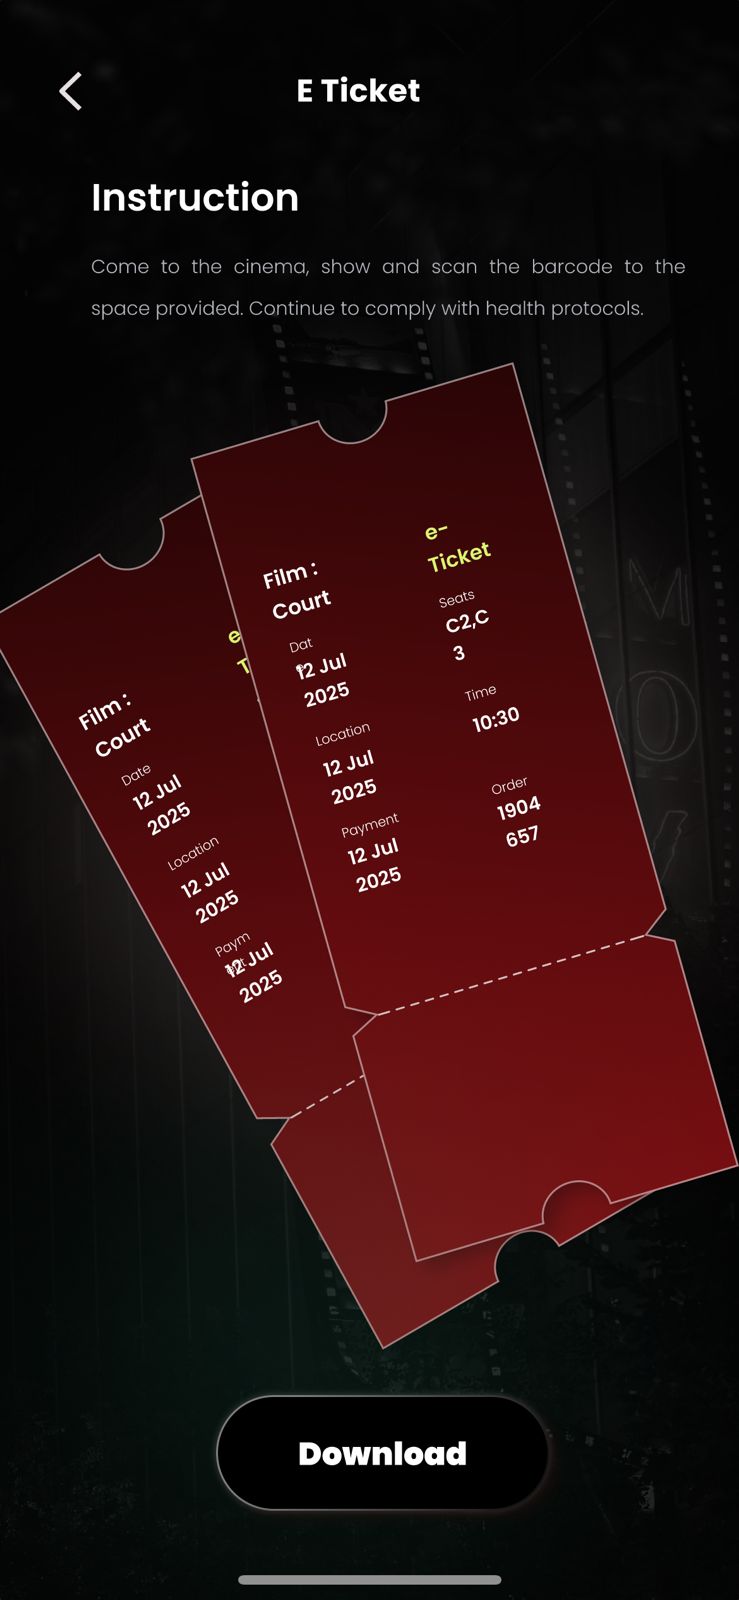 E Ticket
Instruction
Come to the cinema, show and scan the barcode to the
space provided. Continue to comply with health protocols.
e-
Ticket
Film :
Court
Seats
C2,C
3
Dat
12 Jul
2025
Time
10:30
Location
12 Jul
2025
Order
1904
657
Payment
12 Jul
2025
e
T
Film :
Court
Date
12 Jul
2025
Location
12 Jul
2025
Paym
12 Jul
2025
Download